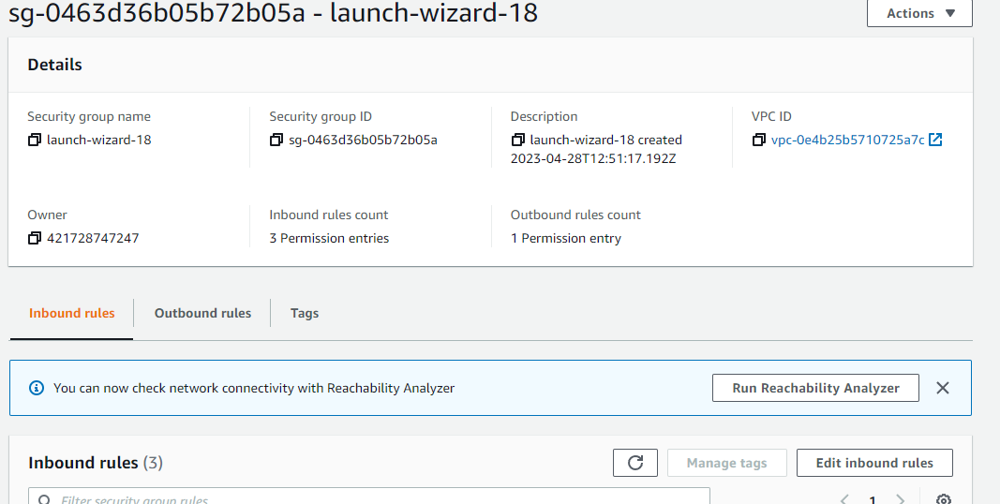 sg-0463d36b05b72b05a - launch-wizard-18
Actions
Details
Security group name
launch-wizard-18
Security group ID
sg-0463d36b05b72b05a
Description
launch-wizard-18 created
2023-04-28T12:51:17.192Z
VPC ID
vpc-0e4b25b5710725a7c
Owner
421728747247
Inbound rules count
3 Permission entries
Outbound rules count
1 Permission entry
Inbound rules
Outbound rules
Tags
You can now check network connectivity with Reachability Analyzer
Run Reachability Analyzer
Inbound rules (3)
Manage tags
Edit inbound rules
Filter security group rules
1